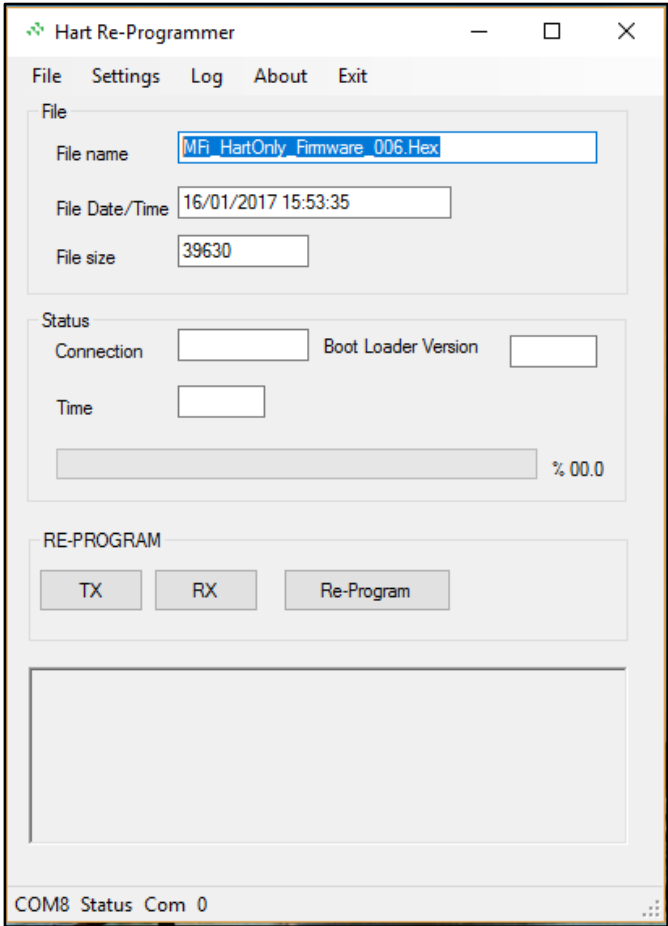 Hart Re-Programmer
File Settings Log About Exit
File
File name MFi_HartOnly_Firmware_006.Hex
File Date/Time 16/01/2017 15:53:35
File size 39630
Status
Connection Boot Loader Version
Time
% 00.0
RE-PROGRAM
TX RX Re-Program
COM8 Status Com 0